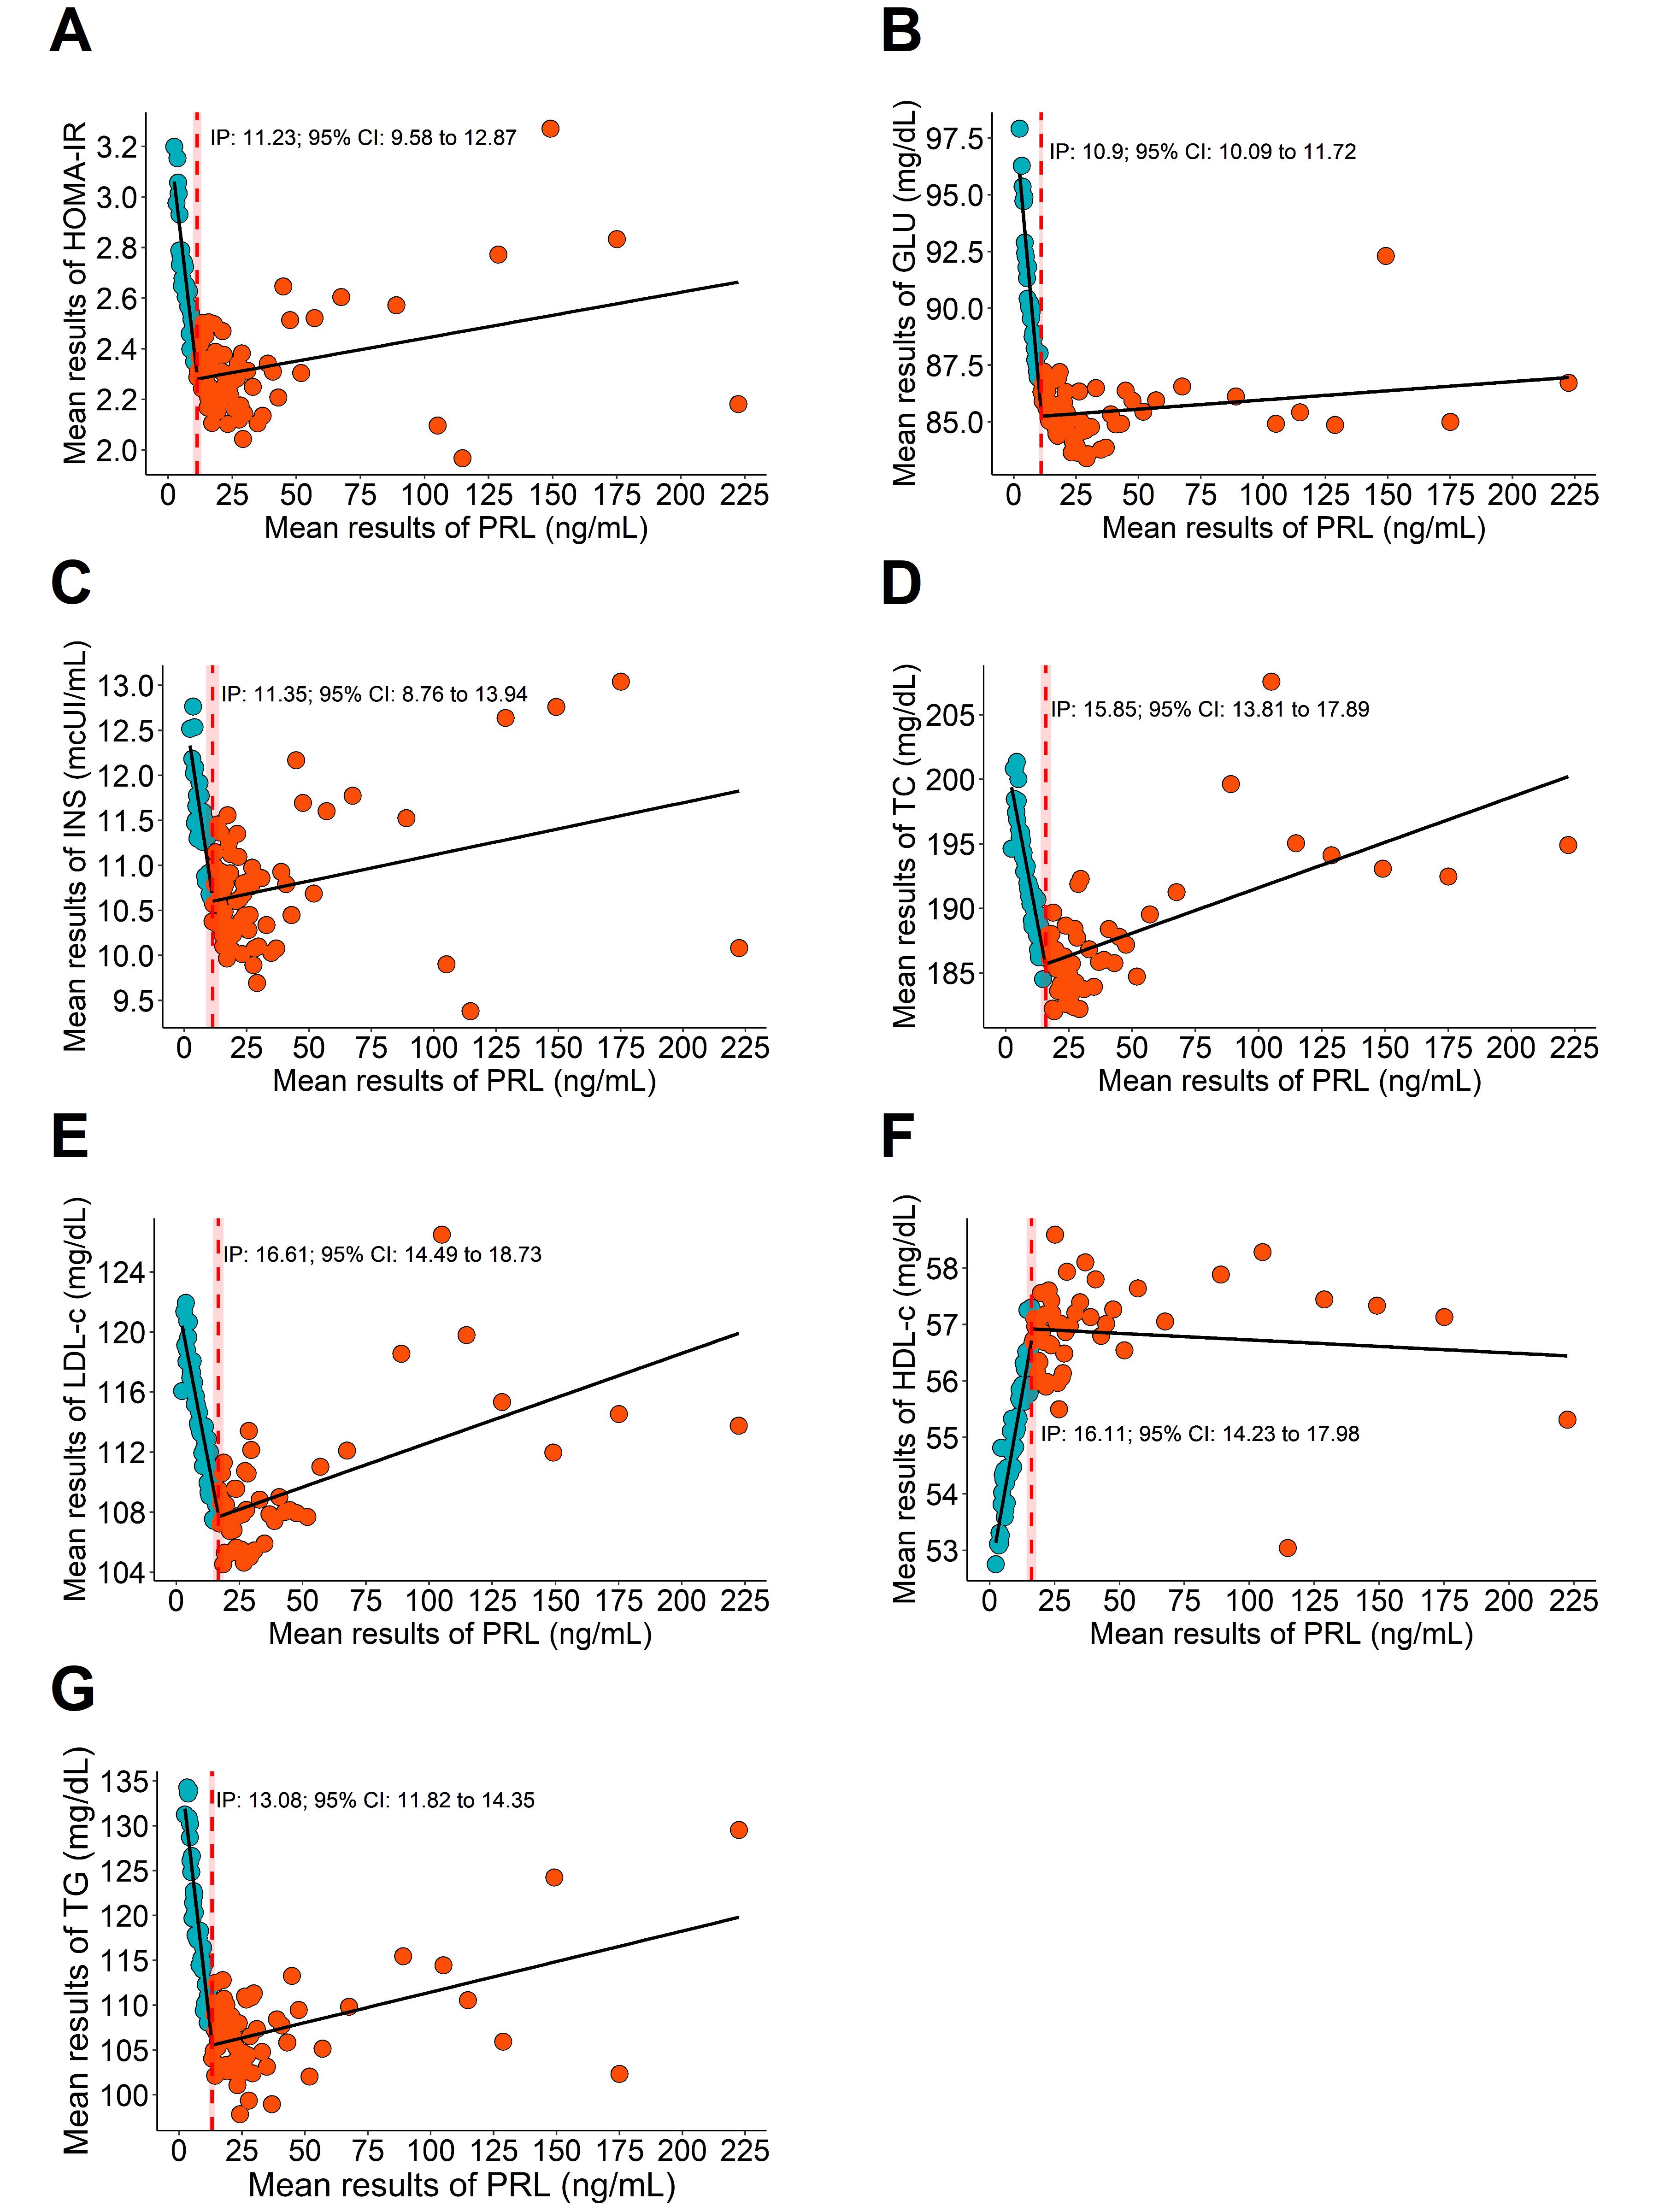 A
Mean results of HOMA-IR
3.2
3.0
2.8
2.6
2.4
2.2
2.0
IP: 11.23; 95% CI: 9.58 to 12.87
0 25 50 75 100 125 150 175 200 225
Mean results of PRL (ng/mL)
B
Mean results of GLU (mg/dL)
97.5
95.0
92.5
90.0
87.5
85.0
IP: 10.9; 95% CI: 10.09 to 11.72
0 25 50 75 100 125 150 175 200 225
Mean results of PRL (ng/mL)
C
Mean results of INS (mcUI/mL)
13.0
12.5
12.0
11.5
11.0
10.5
10.0
9.5
IP: 11.35; 95% CI: 8.76 to 13.94
0 25 50 75 100 125 150 175 200 225
Mean results of PRL (ng/mL)
D
Mean results of TC (mg/dL)
205
200
195
190
185
IP: 15.85; 95% CI: 13.81 to 17.89
0 25 50 75 100 125 150 175 200 225
Mean results of PRL (ng/mL)
E
Mean results of LDL-c (mg/dL)
124
120
116
112
108
104
IP: 16.61; 95% CI: 14.49 to 18.73
0 25 50 75 100 125 150 175 200 225
Mean results of PRL (ng/mL)
F
Mean results of HDL-c (mg/dL)
58
57
56
55
54
53
IP: 16.11; 95% CI: 14.23 to 17.98
0 25 50 75 100 125 150 175 200 225
Mean results of PRL (ng/mL)
G
Mean results of TG (mg/dL)
135
130
125
120
115
110
105
100
IP: 13.08; 95% CI: 11.82 to 14.35
0 25 50 75 100 125 150 175 200 225
Mean results of PRL (ng/mL)